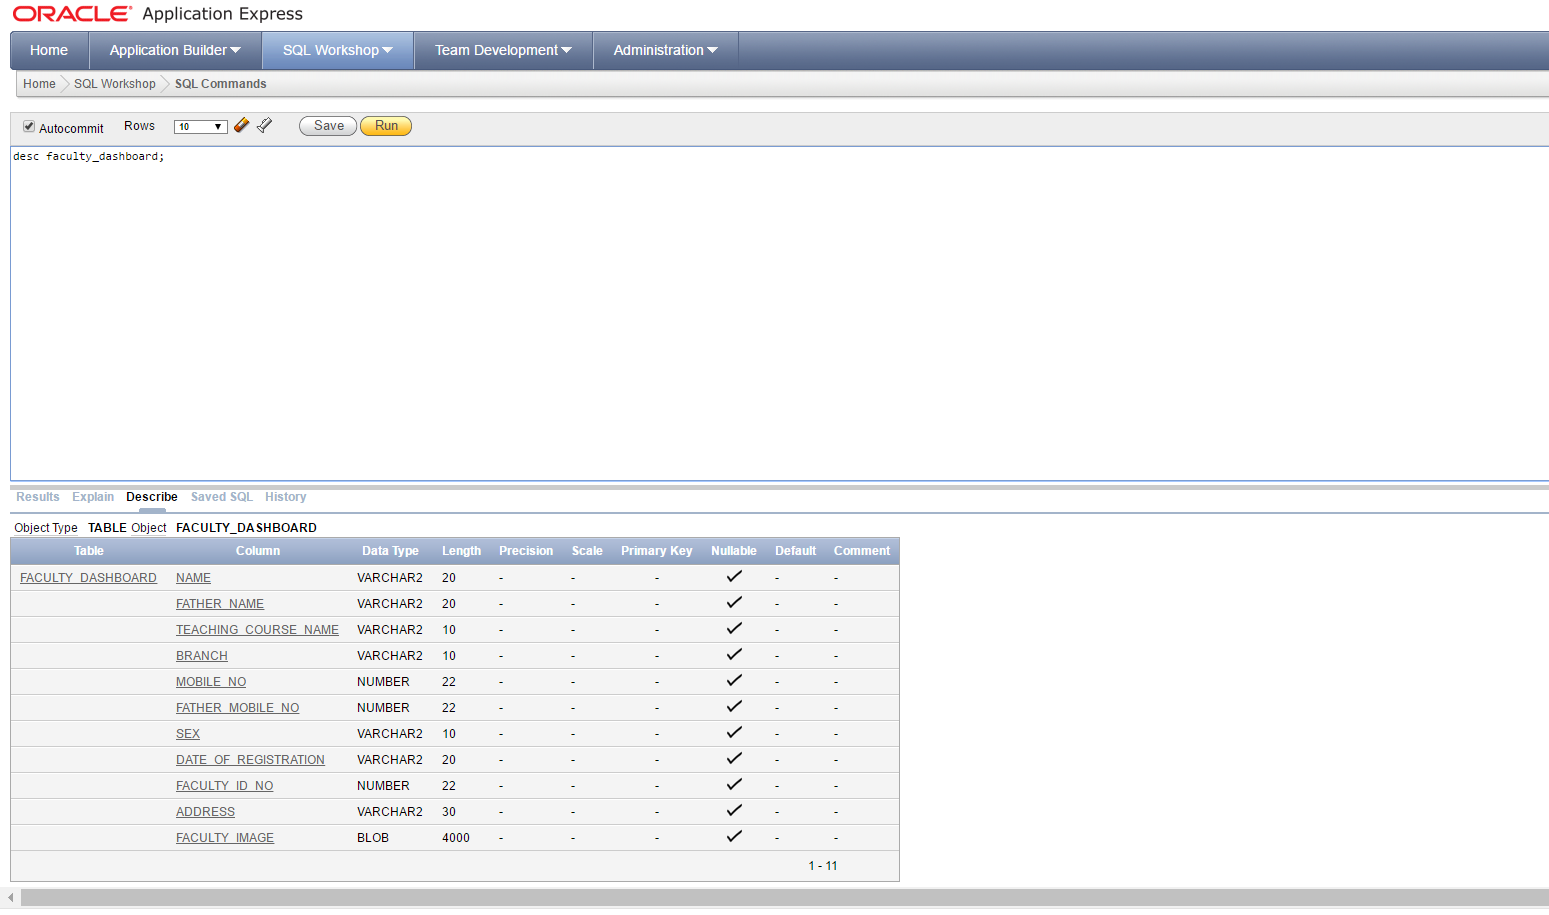 ORACLE Application Express
Home Application Builder SQL Workshop Team Development Administration
Home SQL Workshop SQL Commands
Autocommit Rows 10 Save Run
desc faculty_dashboard;
Results Explain Describe Saved SQL History
Object Type TABLE Object FACULTY_DASHBOARD
Table Column Data Type Length Precision Scale Primary Key Nullable Default Comment
FACULTY_DASHBOARD NAME VARCHAR2 20 - - - ✓ - -
FATHER_NAME VARCHAR2 20 - - - ✓ - -
TEACHING_COURSE_NAME VARCHAR2 10 - - - ✓ - -
BRANCH VARCHAR2 10 - - - ✓ - -
MOBILE_NO NUMBER 22 - - - ✓ - -
FATHER_MOBILE_NO NUMBER 22 - - - ✓ - -
SEX VARCHAR2 10 - - - ✓ - -
DATE_OF_REGISTRATION VARCHAR2 20 - - - ✓ - -
FACULTY_ID_NO NUMBER 22 - - - ✓ - -
ADDRESS VARCHAR2 30 - - - ✓ - -
FACULTY_IMAGE BLOB 4000 - - - ✓ - -
1 - 11